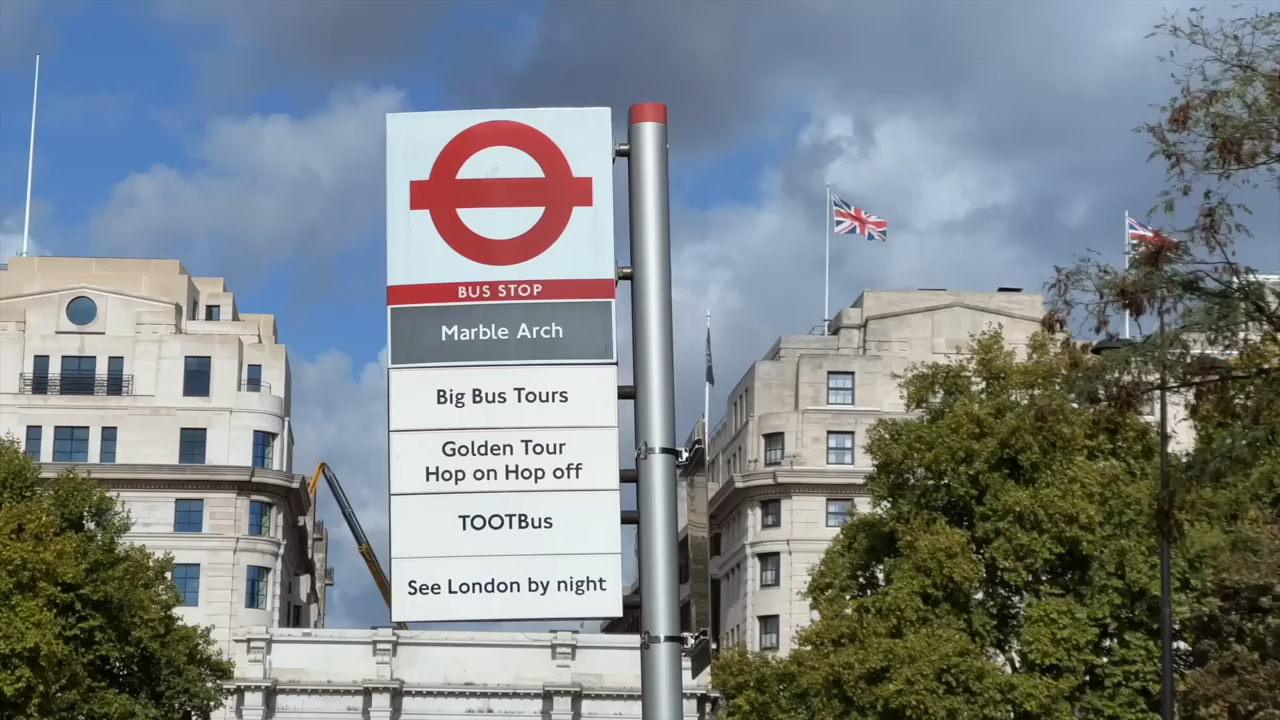 BUS STOP
Marble Arch
Big Bus Tours
Golden Tour
Hop on Hop off
TOOTBus
See London by night